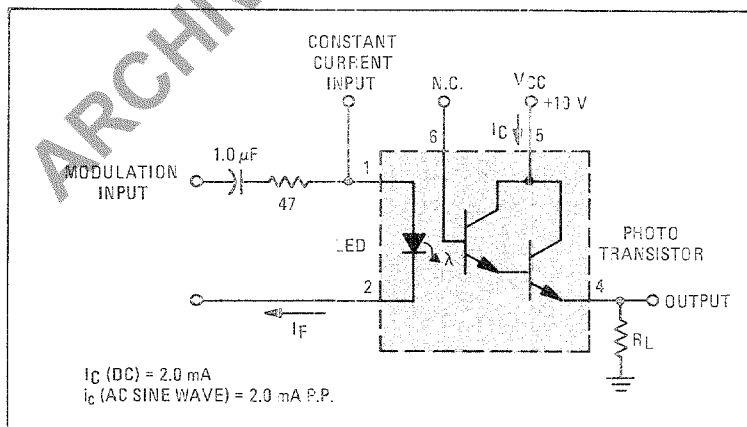 ARCHIV
CONSTANT
CURRENT
INPUT
N.C.
VCC
+10 V
IC
6
5
1.0 µF
1
MODULATION
INPUT
47
LED
λ
PHOTO
TRANSISTOR
2
4
OUTPUT
IF
RL
IC (DC) = 2.0 mA
ic (AC SINE WAVE) = 2.0 mA P.P.